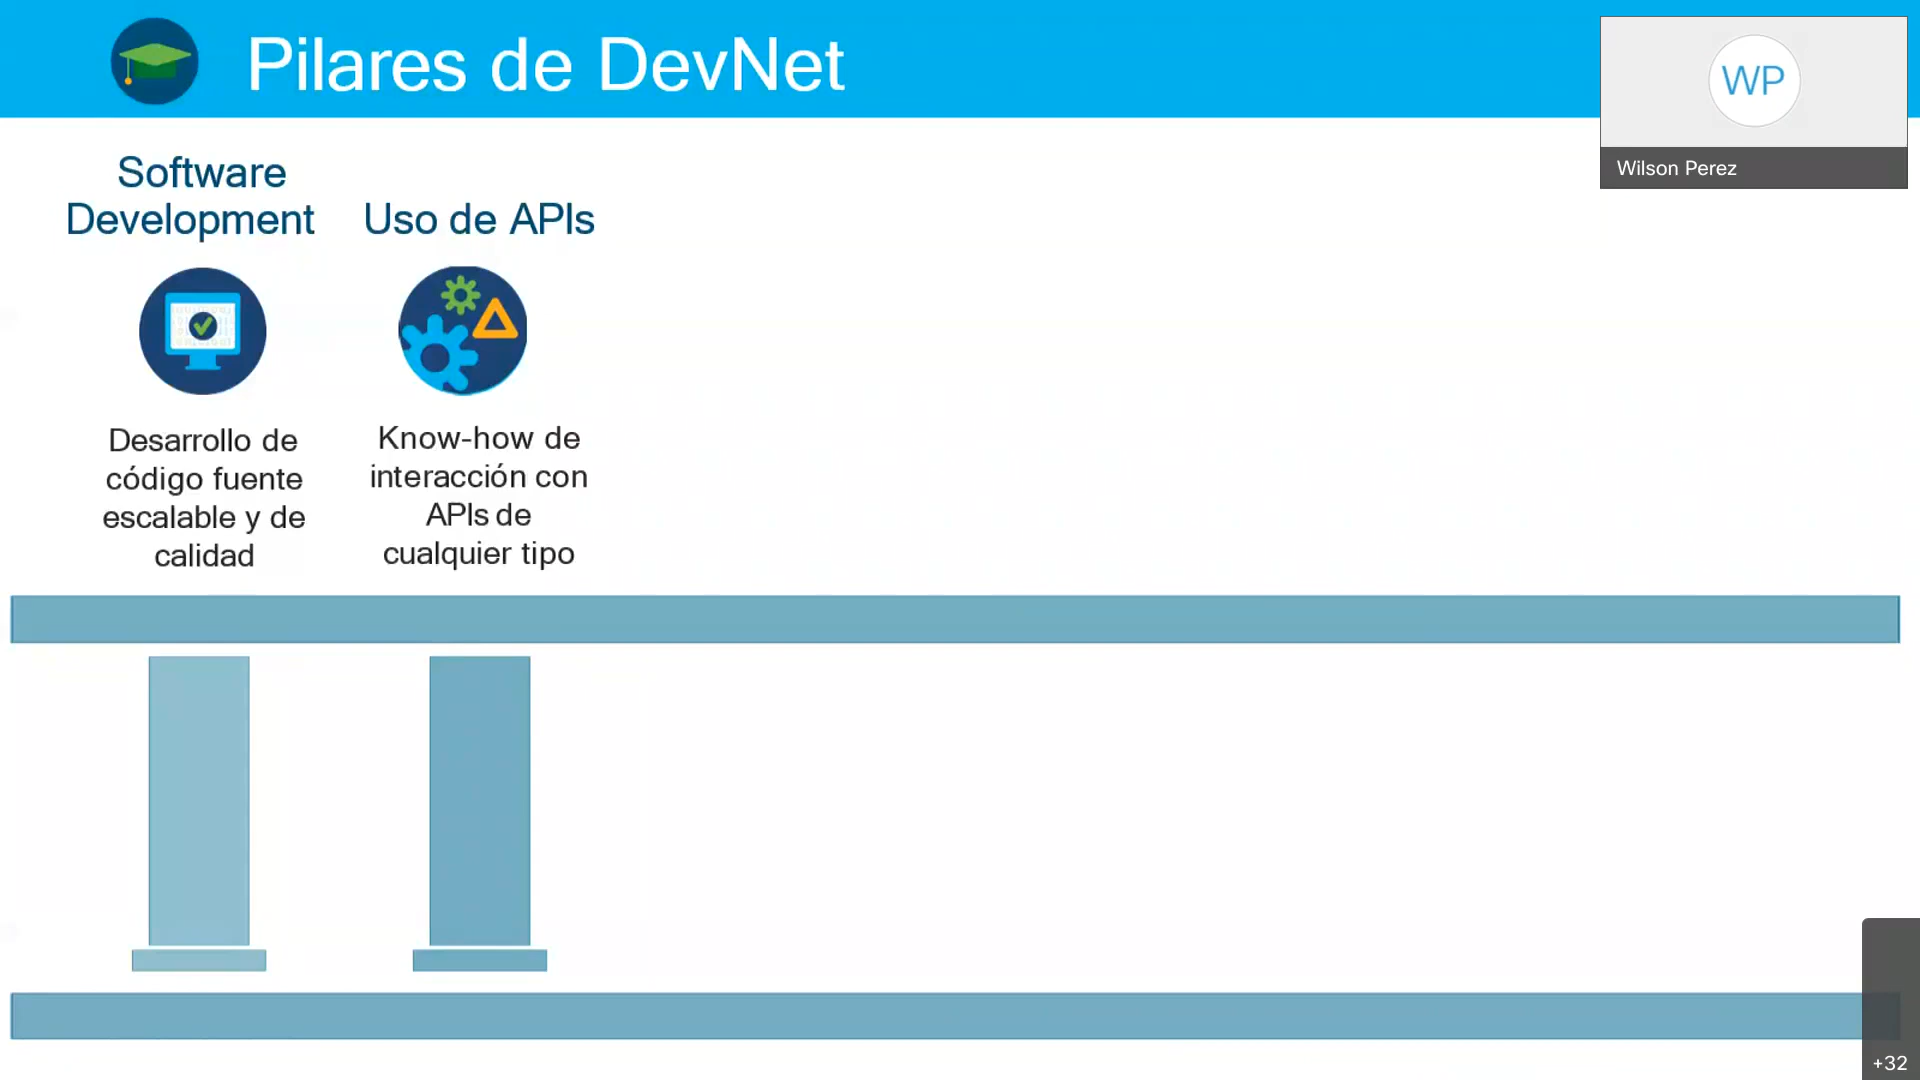 Pilares de DevNet
WP
Wilson Perez
Software
Development
Uso de APIs
Desarrollo de
código fuente
escalable y de
calidad
Know-how de
interacción con
APIs de
cualquier tipo
+32